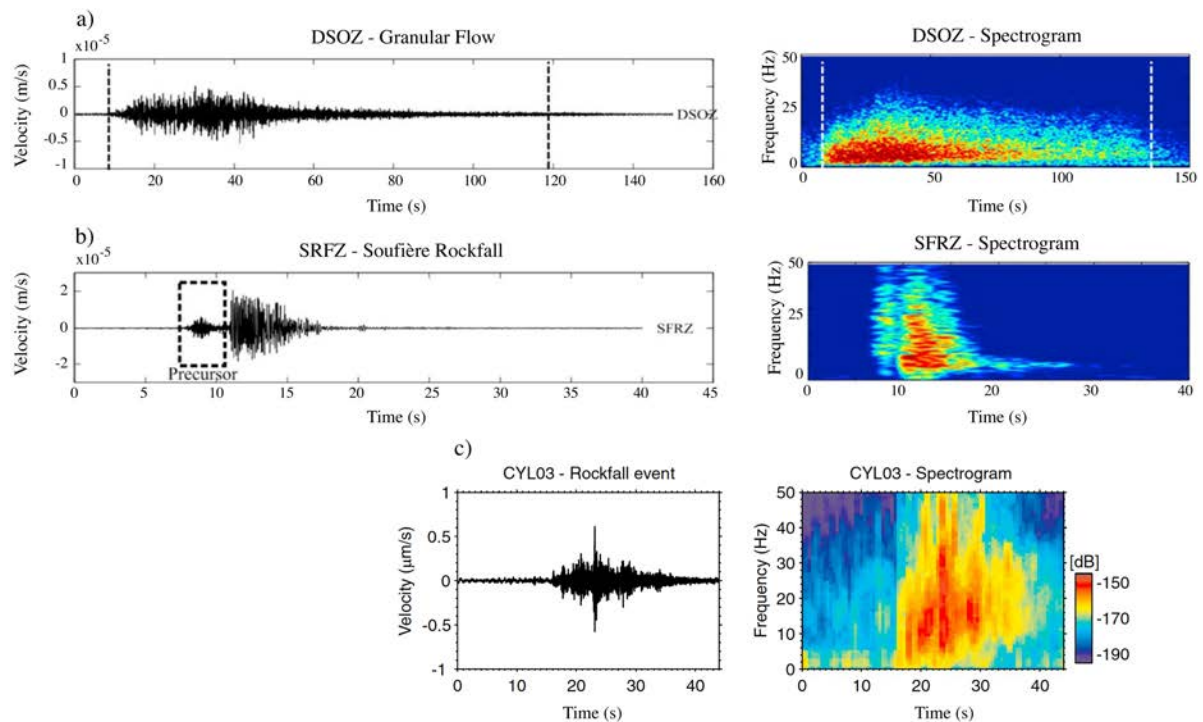 a)
DSOZ - Granular Flow
x10⁻⁵
Velocity (m/s)
1
0.5
0
-0.5
-1
DSOZ
0 20 40 60 80 100 120 140 160
Time (s)
DSOZ - Spectrogram
Frequency (Hz)
50
25
0
0 50 100 150
Time (s)
b)
SRFZ - Soufière Rockfall
x10⁻⁵
Velocity (m/s)
2
0
-2
Precursor
SFRZ
0 5 10 15 20 25 30 35 40 45
Time (s)
SFRZ - Spectrogram
Frequency (Hz)
50
25
0
0 10 20 30 40
Time (s)
c)
CYL03 - Rockfall event
Velocity (μm/s)
1
0.5
0
-0.5
-1
0 10 20 30 40
Time (s)
CYL03 - Spectrogram
Frequency (Hz)
50
40
30
20
10
0
0 10 20 30 40
Time (s)
[dB]
-150
-170
-190